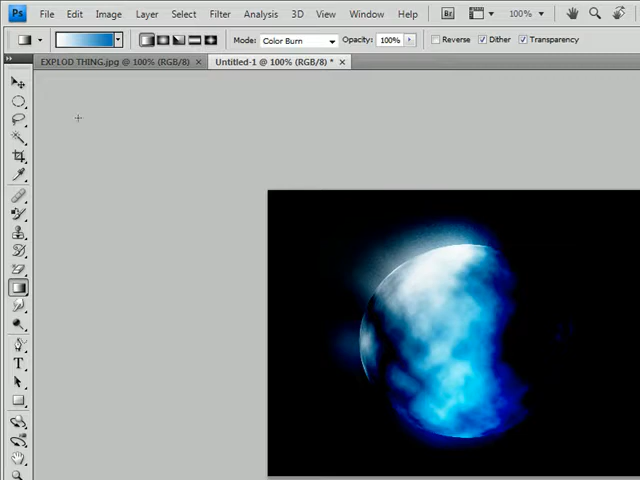 Ps File Edit Image Layer Select Filter Analysis 3D View Window Help Br 100%
Mode: Color Burn Opacity: 100% Reverse Dither Transparency
EXPLOD THING.jpg @ 100% (RGB/8) × Untitled-1 @ 100% (RGB/8) * ×
T